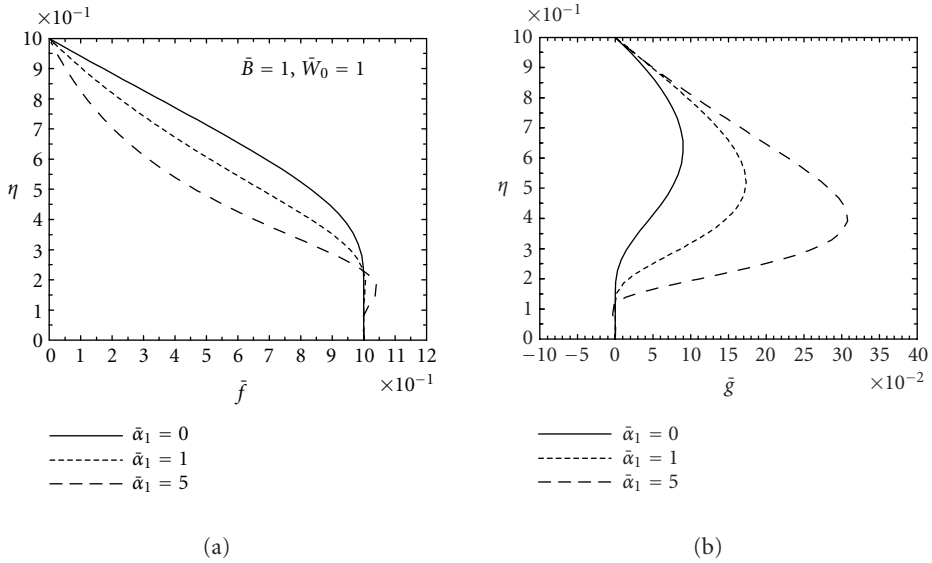 ×10⁻¹
10
9
8
7
6
5
4
3
2
1
0
η
B̄ = 1, W̄₀ = 1
0 1 2 3 4 5 6 7 8 9 10 11 12
f̄
×10⁻¹
ᾱ₁ = 0
ᾱ₁ = 1
ᾱ₁ = 5
(a)
×10⁻¹
10
9
8
7
6
5
4
3
2
1
0
η
−10 −5 0 5 10 15 20 25 30 35 40
ḡ
×10⁻²
ᾱ₁ = 0
ᾱ₁ = 1
ᾱ₁ = 5
(b)